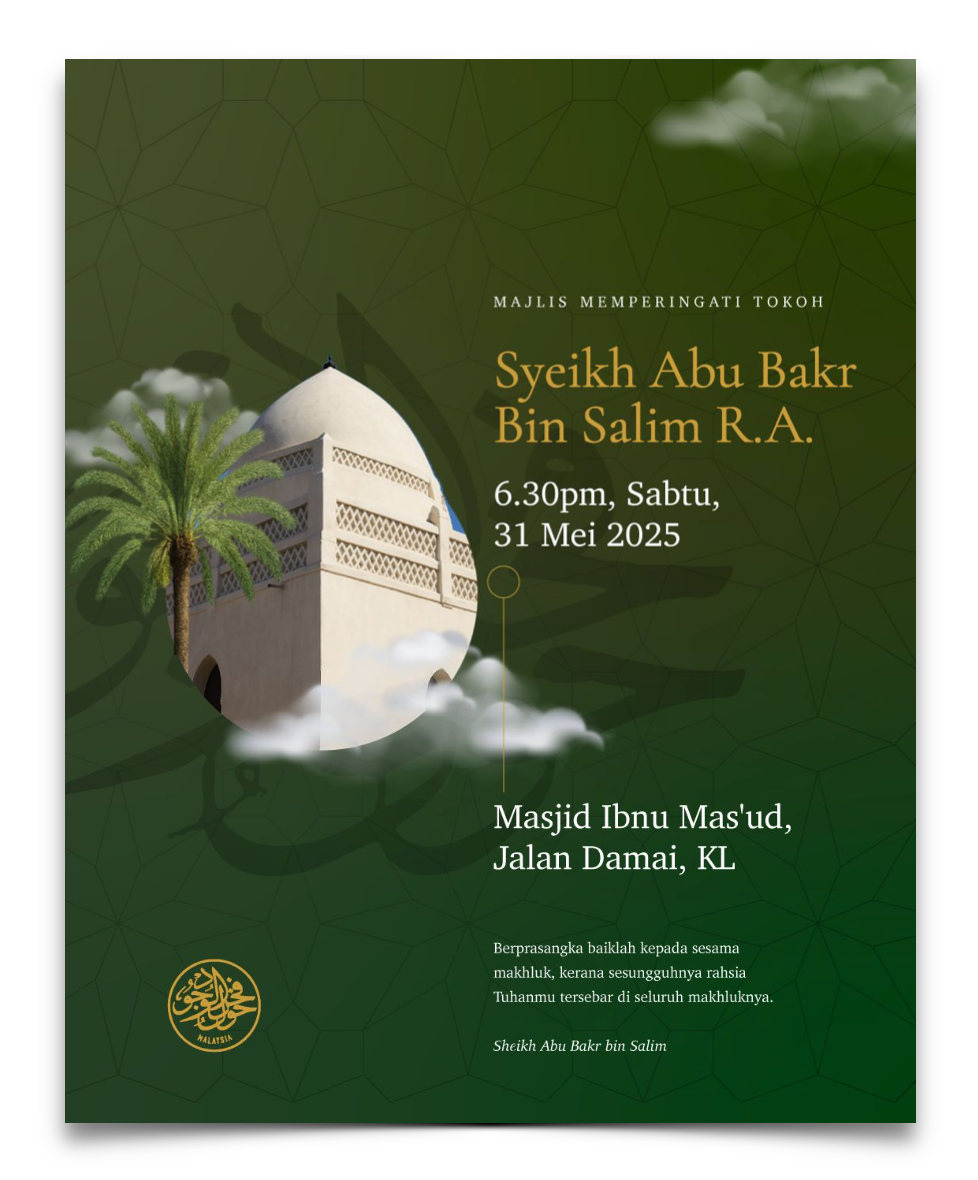 MAJLIS MEMPERINGATI TOKOH
Syeikh Abu Bakr
Bin Salim R.A.
6.30pm, Sabtu,
31 Mei 2025
Masjid Ibnu Mas'ud,
Jalan Damai, KL
Berprasangka baiklah kepada sesama
makhluk, kerana sesungguhnya rahsia
Tuhanmu tersebar di seluruh makhluknya.
Sheikh Abu Bakr bin Salim
فخر الوجود
MALAYSIA